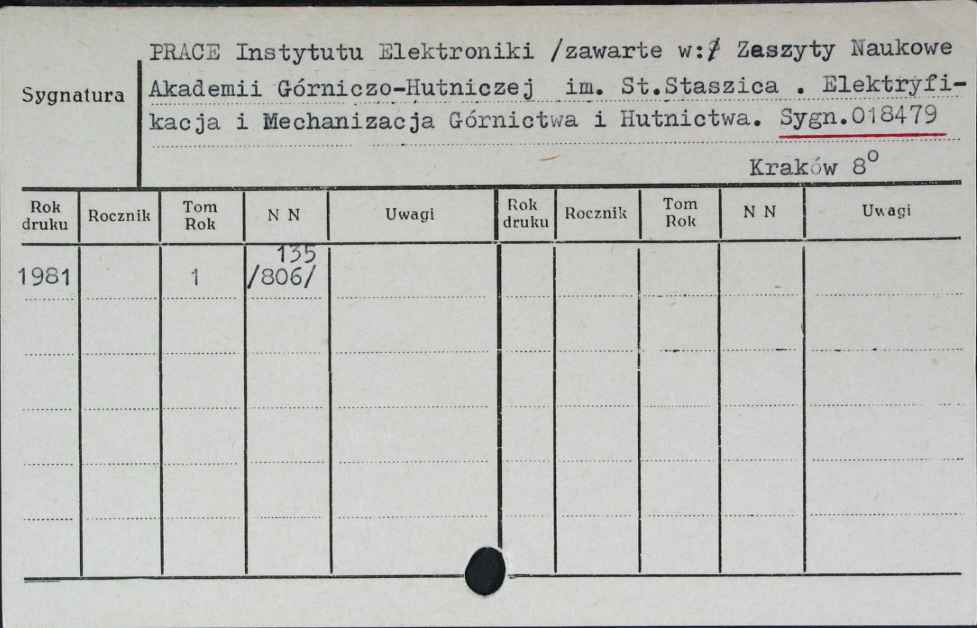 PRACE Instytutu Elektroniki /zawarte w:/ Zeszyty Naukowe
Sygnatura
Akademii Górniczo-Hutniczej im. St.Staszica . Elektryfi-
kacja i Mechanizacja Górnictwa i Hutnictwa. Sygn.018479
Kraków 8°
Rok druku Rocznik Tom Rok N N Uwagi Rok druku Rocznik Tom Rok N N Uwagi
135
1981 1 /806/